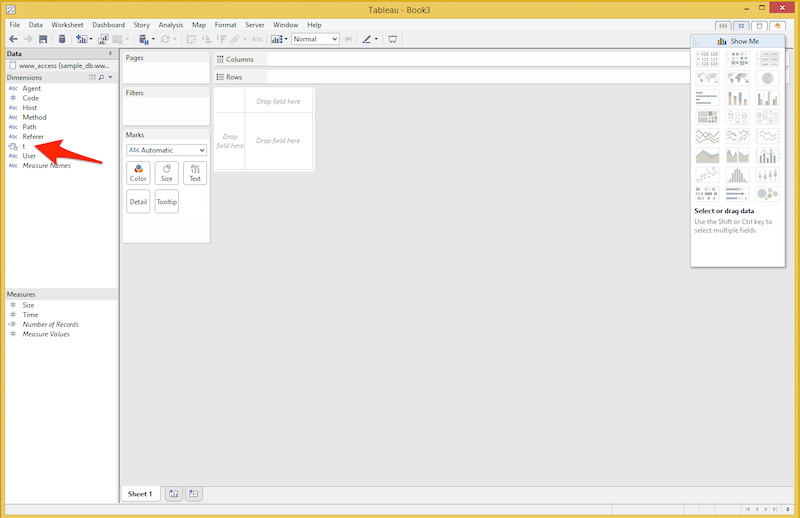 Tableau - Book3
File Data Worksheet Dashboard Story Analysis Map Format Server Window Help
Abc Normal
Data
www_access (sample_db.ww...
Dimensions
Abc Agent
# Code
Abc Host
Abc Method
Abc Path
Abc Referer
t
Abc User
Abc Measure Names
Measures
# Size
# Time
Number of Records
# Measure Values
Pages
Filters
Marks
Abc Automatic
Color Size Text
Detail Tooltip
Columns
Rows
Drop field here
Drop
field here
Drop field here
Show Me
Select or drag data
Use the Shift or Ctrl key to
select multiple fields
Sheet 1